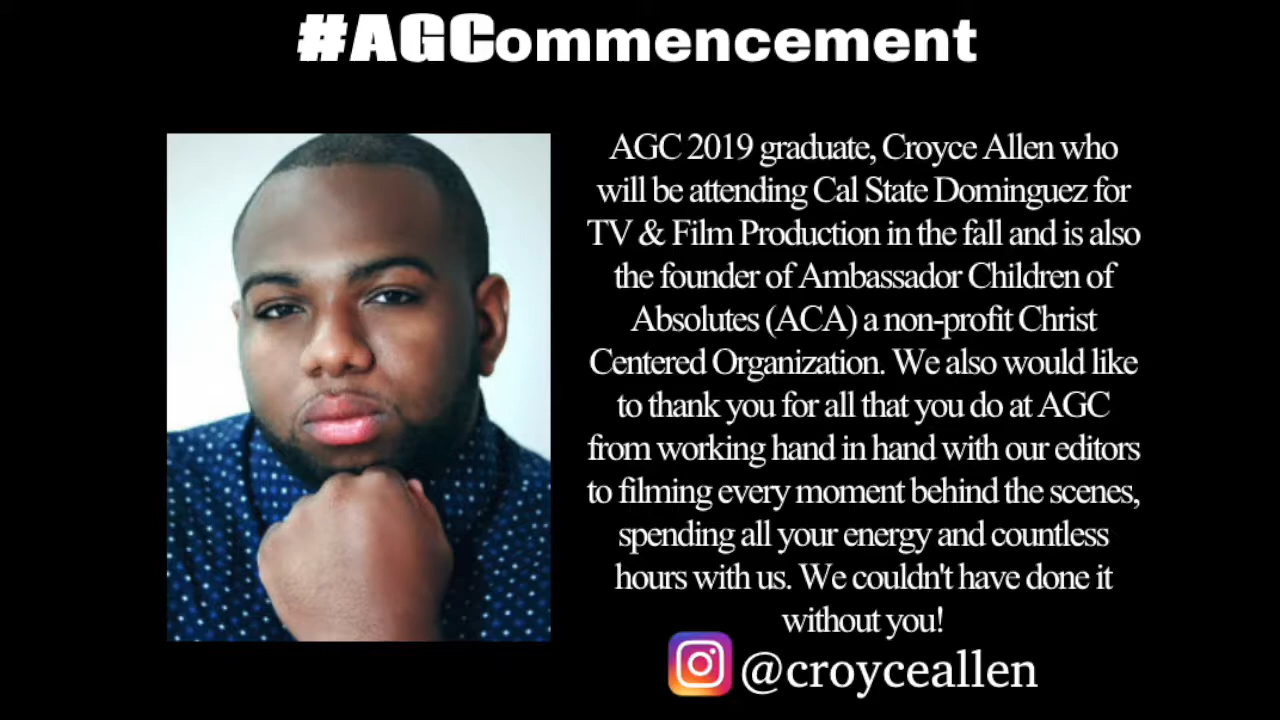 #AGCommencement
AGC 2019 graduate, Croyce Allen who
will be attending Cal State Dominguez for
TV & Film Production in the fall and is also
the founder of Ambassador Children of
Absolutes (ACA) a non-profit Christ
Centered Organization. We also would like
to thank you for all that you do at AGC
from working hand in hand with our editors
to filming every moment behind the scenes,
spending all your energy and countless
hours with us. We couldn't have done it
without you!
@croyceallen